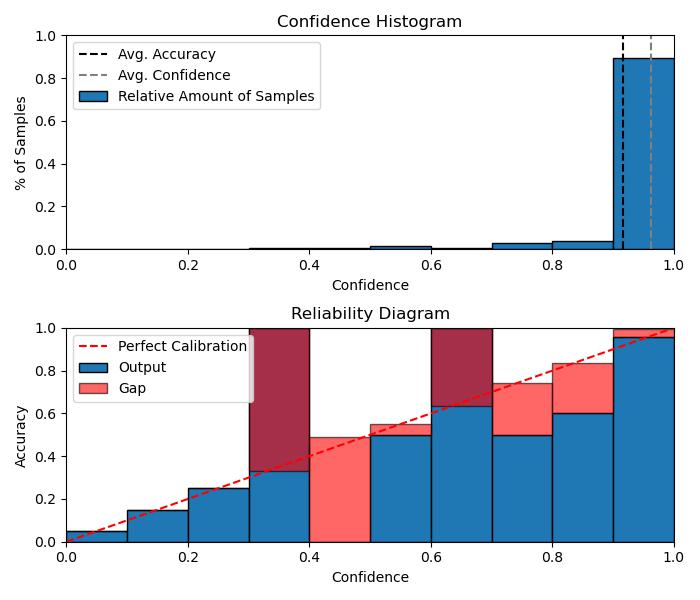 Confidence Histogram
1.0
0.8
0.6
0.4
0.2
0.0
% of Samples
Avg. Accuracy
Avg. Confidence
Relative Amount of Samples
0.0 0.2 0.4 0.6 0.8 1.0
Confidence
Reliability Diagram
1.0
0.8
0.6
0.4
0.2
0.0
Accuracy
Perfect Calibration
Output
Gap
0.0 0.2 0.4 0.6 0.8 1.0
Confidence